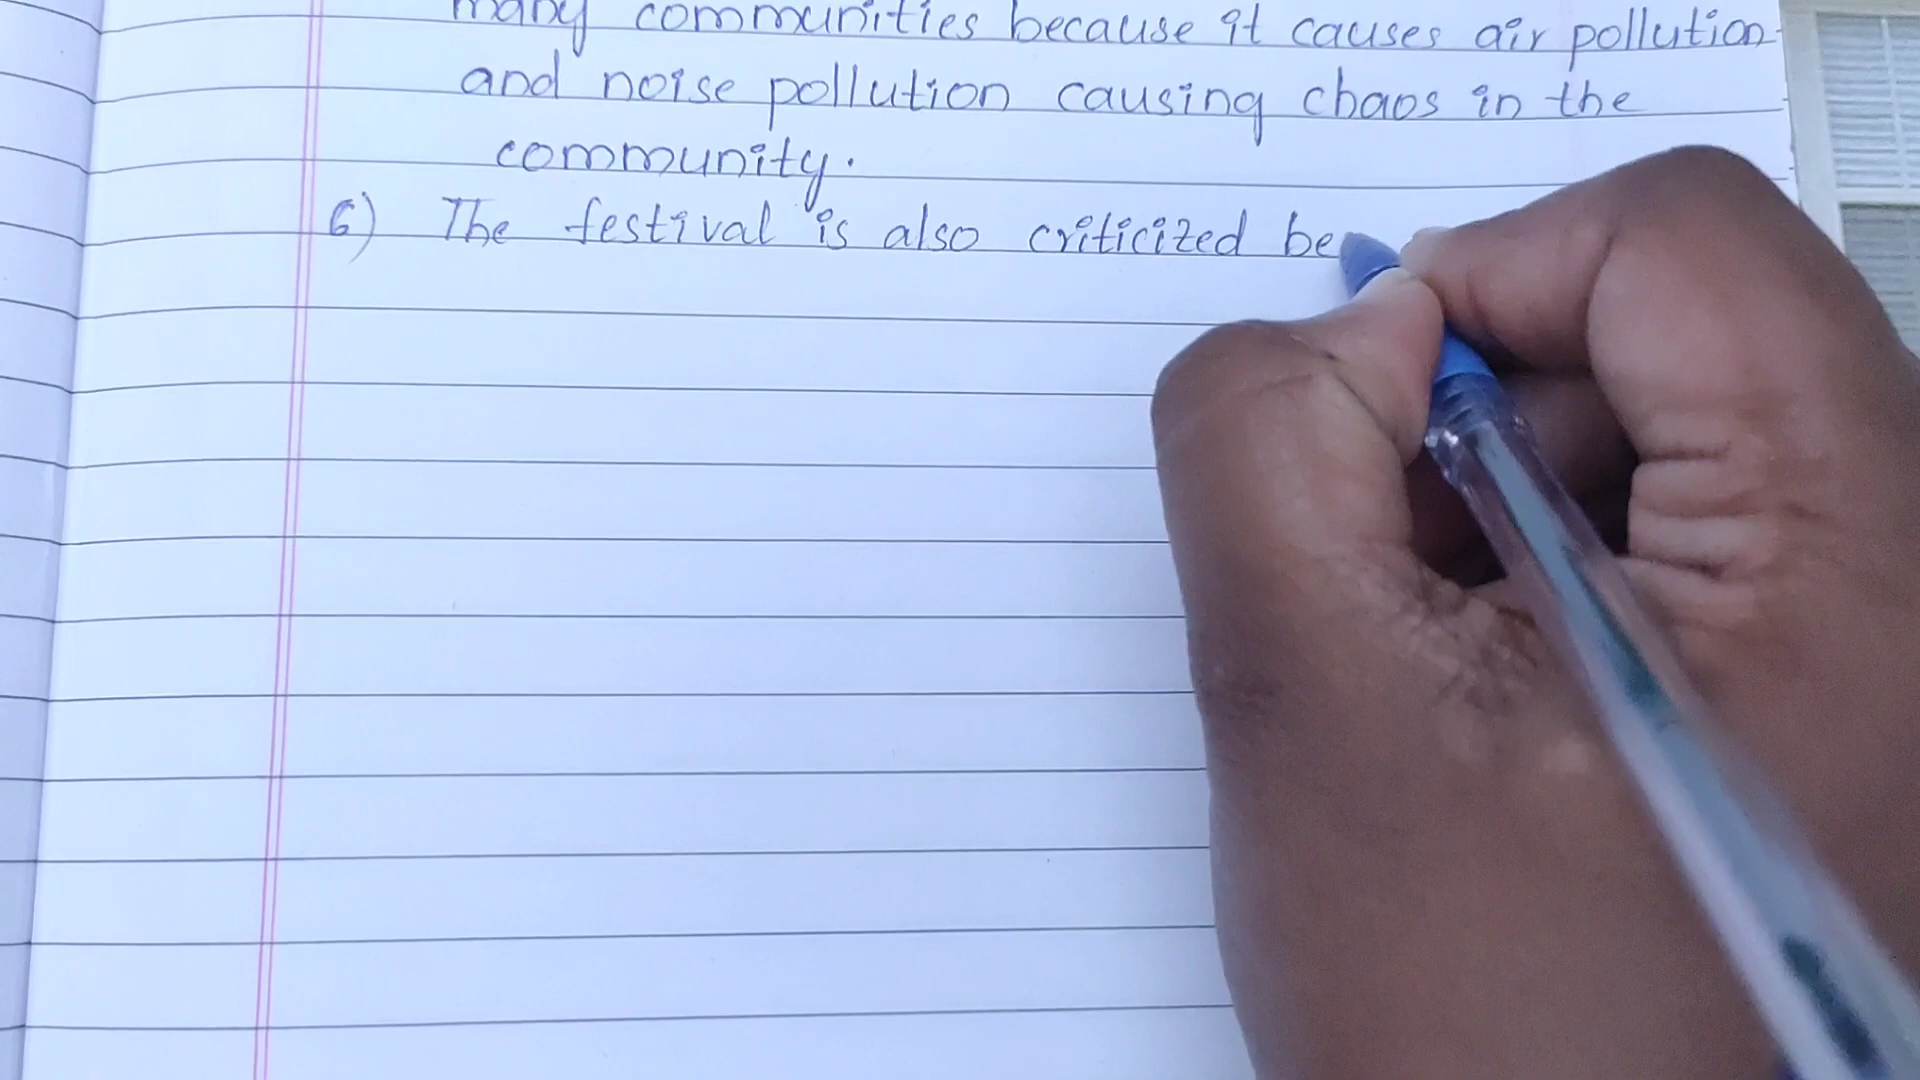 many communities because it causes air pollution
and noise pollution causing chaos in the
community.
6) The festival is also criticized be